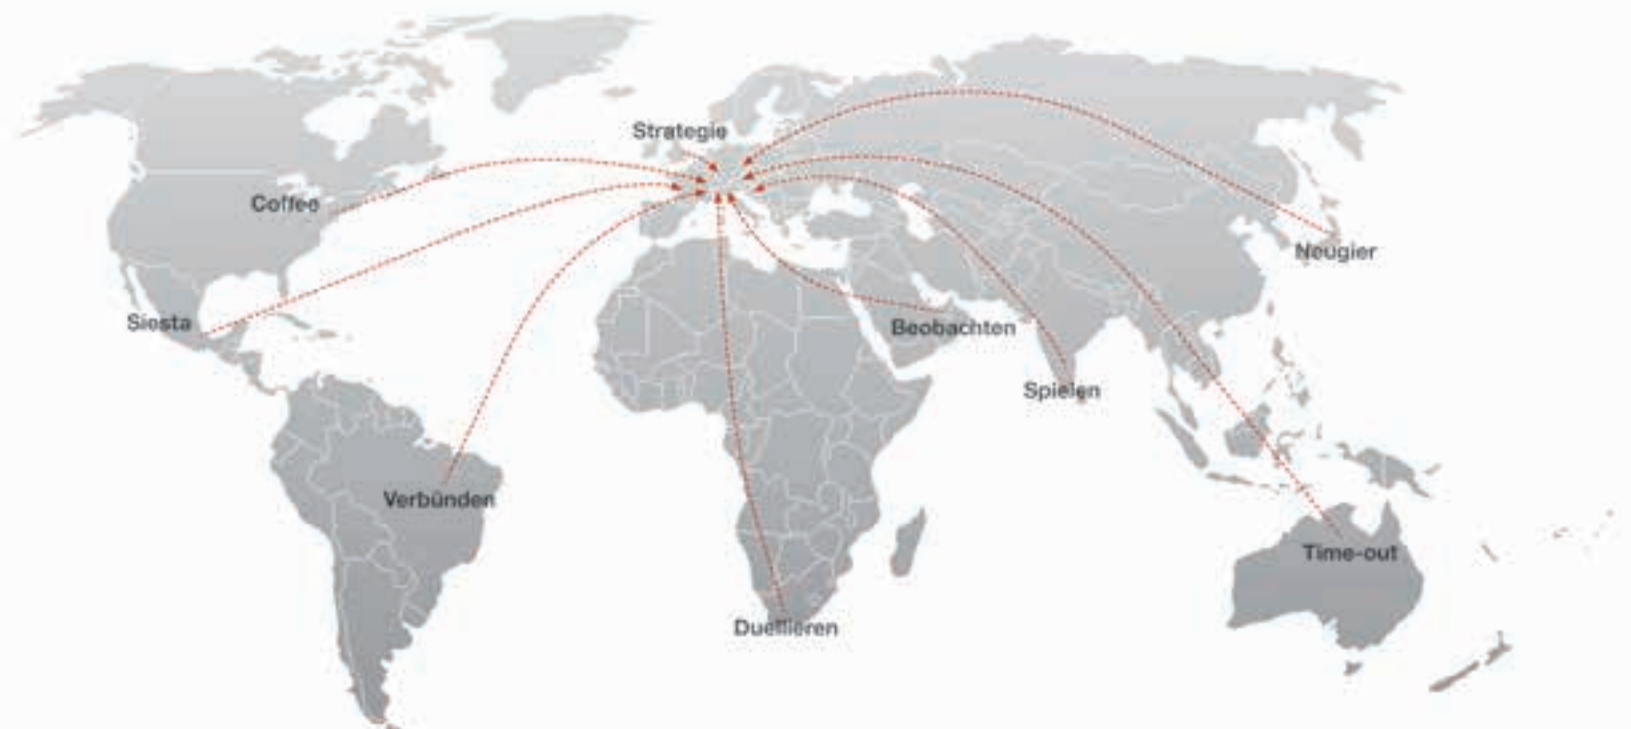 Strategie
Coffee
Neugier
Siesta
Beobachten
Spielen
Verbünden
Time-out
Duellieren